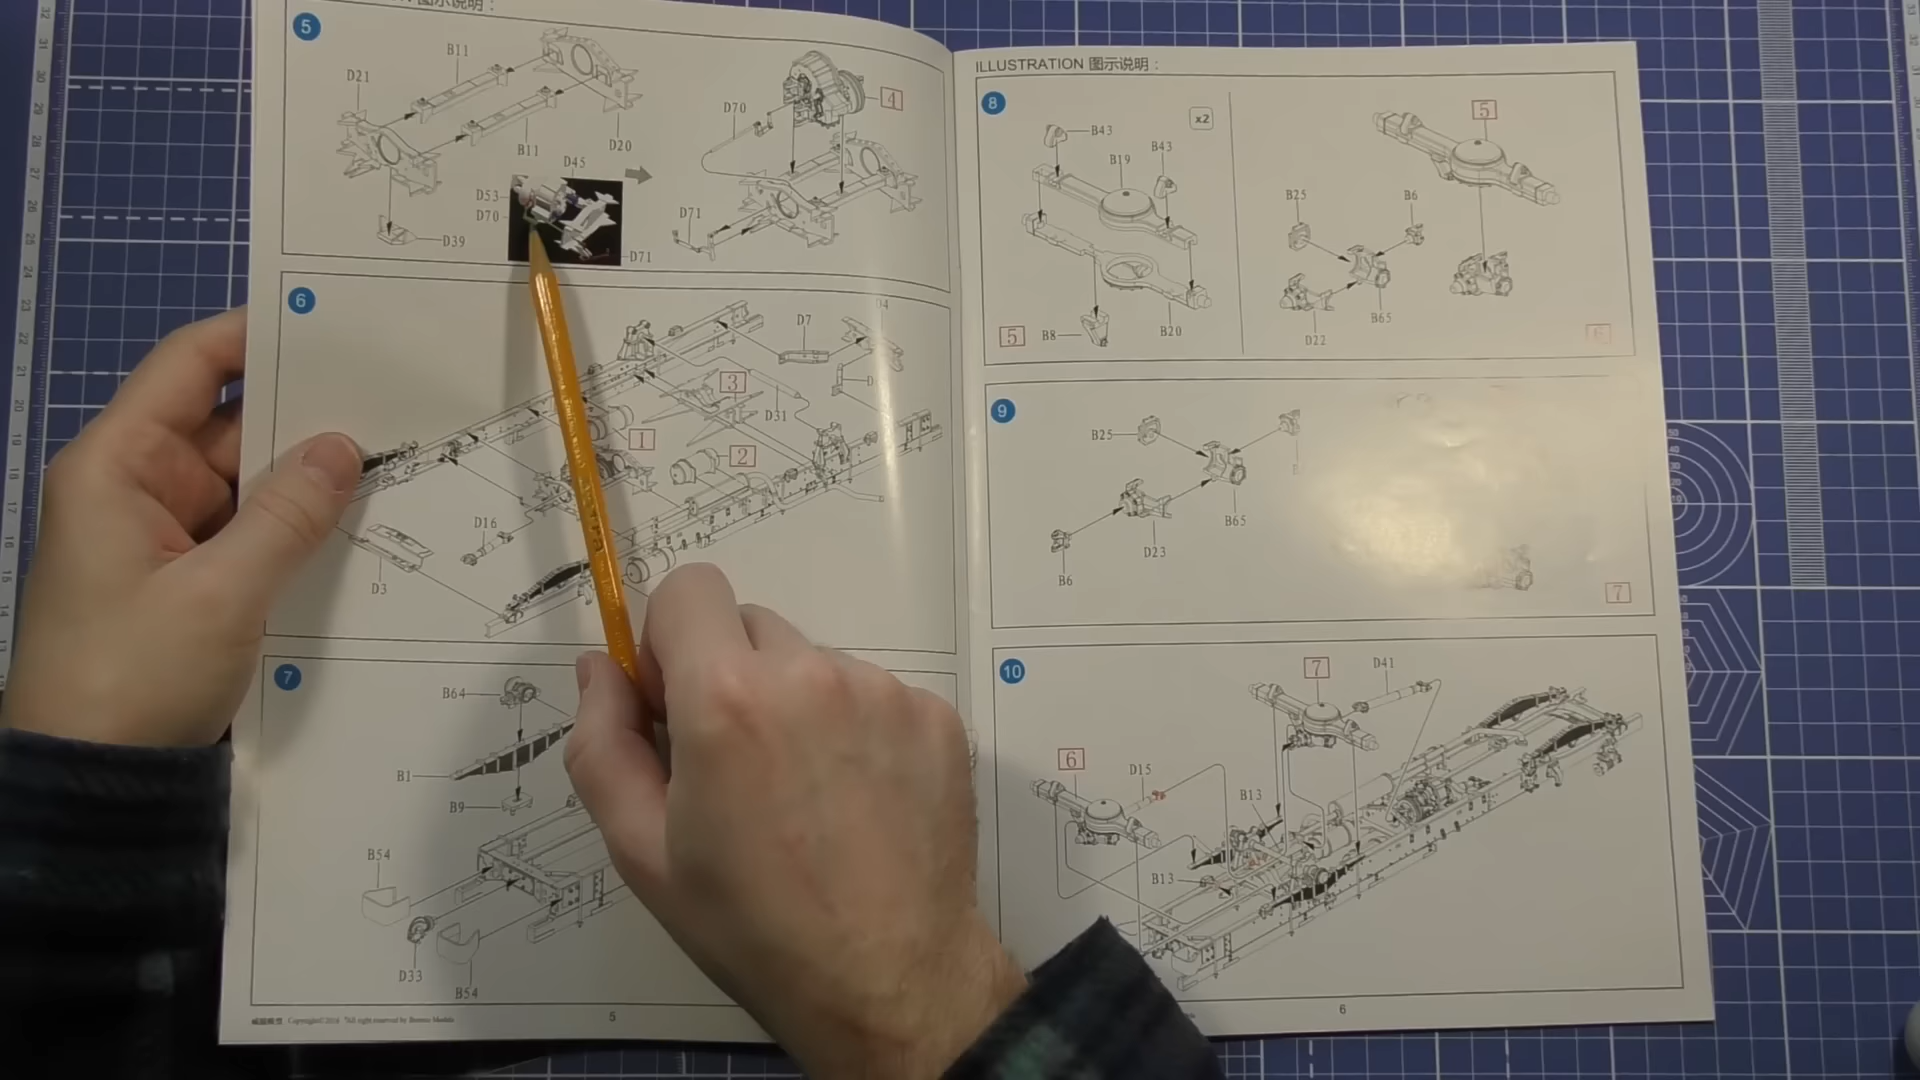 图示说明：
5
B11
D21
B11
D20
D39
D45
D53
D70
D71
D70
4
D71
6
D7
3
D31
1
2
D16
D3
7
B64
B1
B9
B54
D33
B54
5
ILLUSTRATION 图示说明：
8
x2
B43
B19
B43
B8
B20
5
5
B25
B6
B65
D22
6
9
B25
B65
D23
B6
7
10
7
D41
6
D15
B13
B13
6